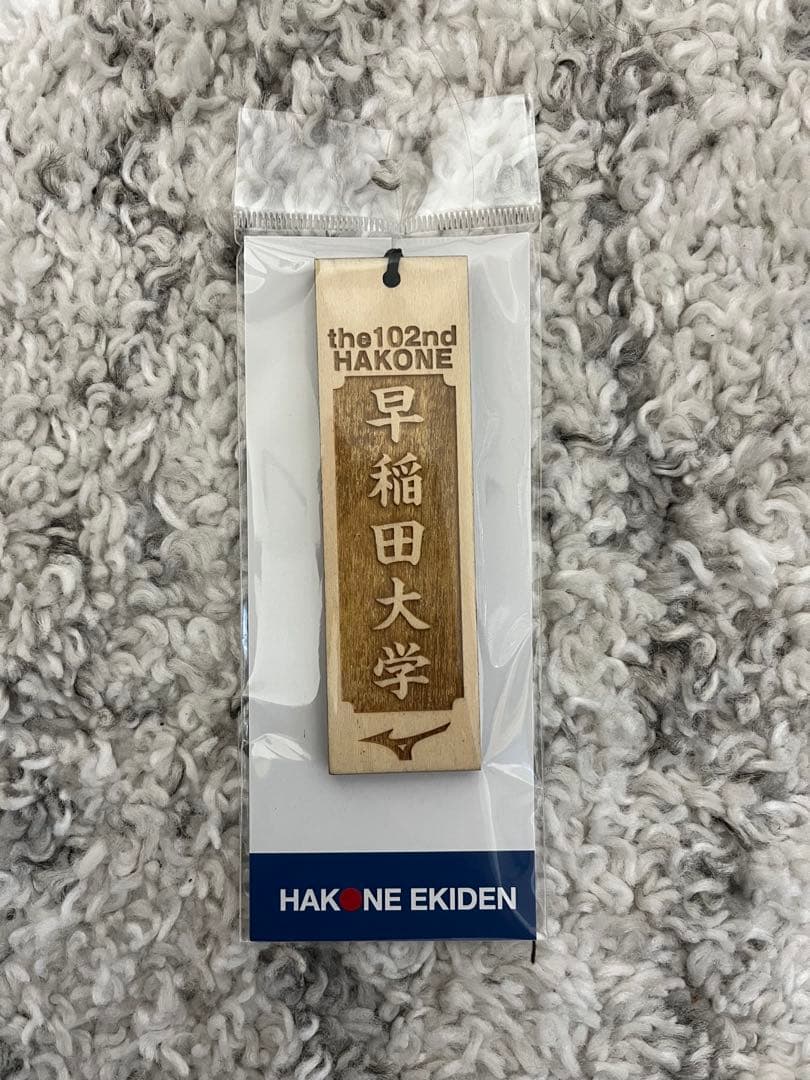 the102nd
HAKONE
早稲田大学
HAKONE EKIDEN